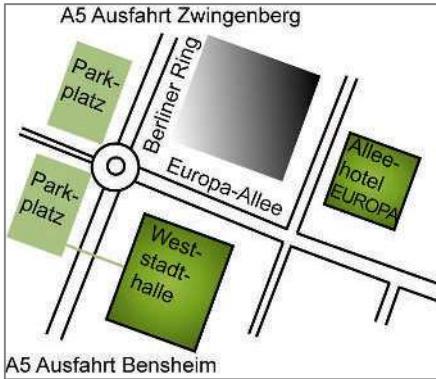 A5 Ausfahrt Zwingenberg
Park-
platz
Berliner Ring
Europa-Allee
Allee-
hotel
EUROPA
Park-
platz
West-
stadt-
halle
A5 Ausfahrt Bensheim